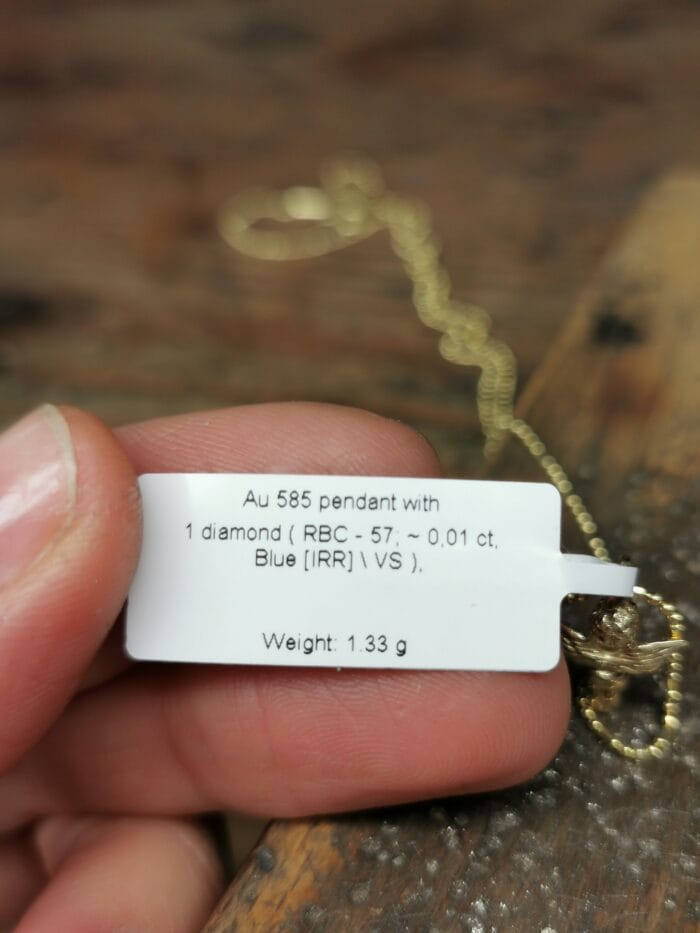 Au 585 pendant with
1 diamond ( RBC - 57; ~ 0,01 ct,
Blue [IRR] \ VS ),
Weight: 1.33 g